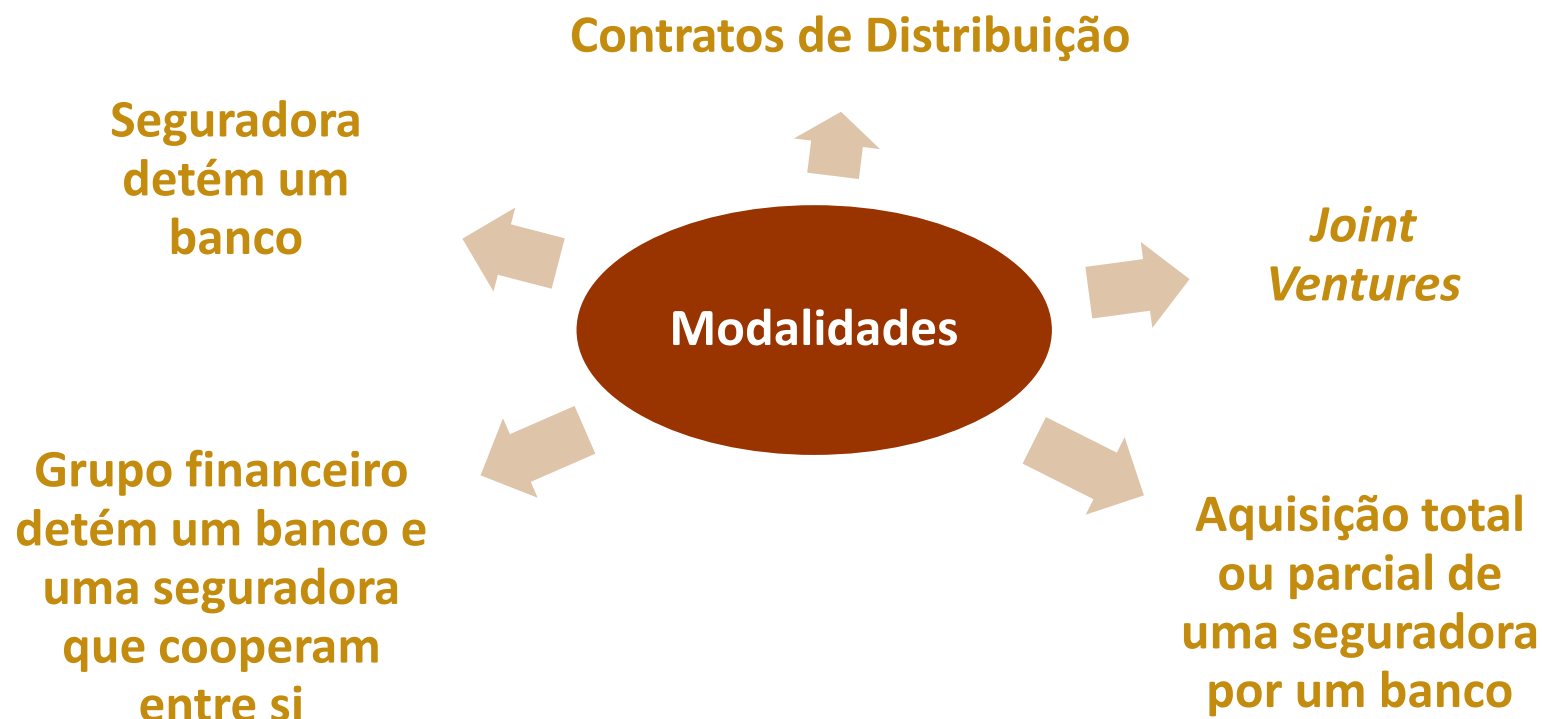 Contratos de Distribuição
Seguradora
detém um
banco
Joint
Ventures
Modalidades
Grupo financeiro
detém um banco e
uma seguradora
que cooperam
entre si
Aquisição total
ou parcial de
uma seguradora
por um banco